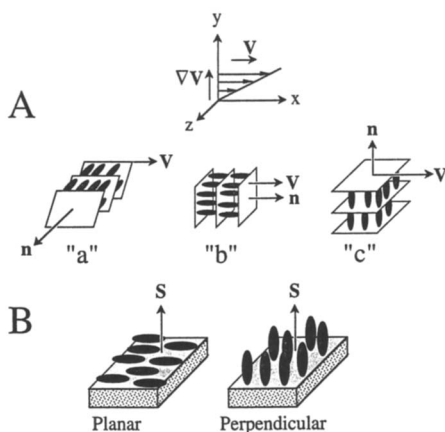 y
V
∇V
x
z
A
V
n
"a"
V
n
"b"
n
V
"c"
B
S
Planar
S
Perpendicular